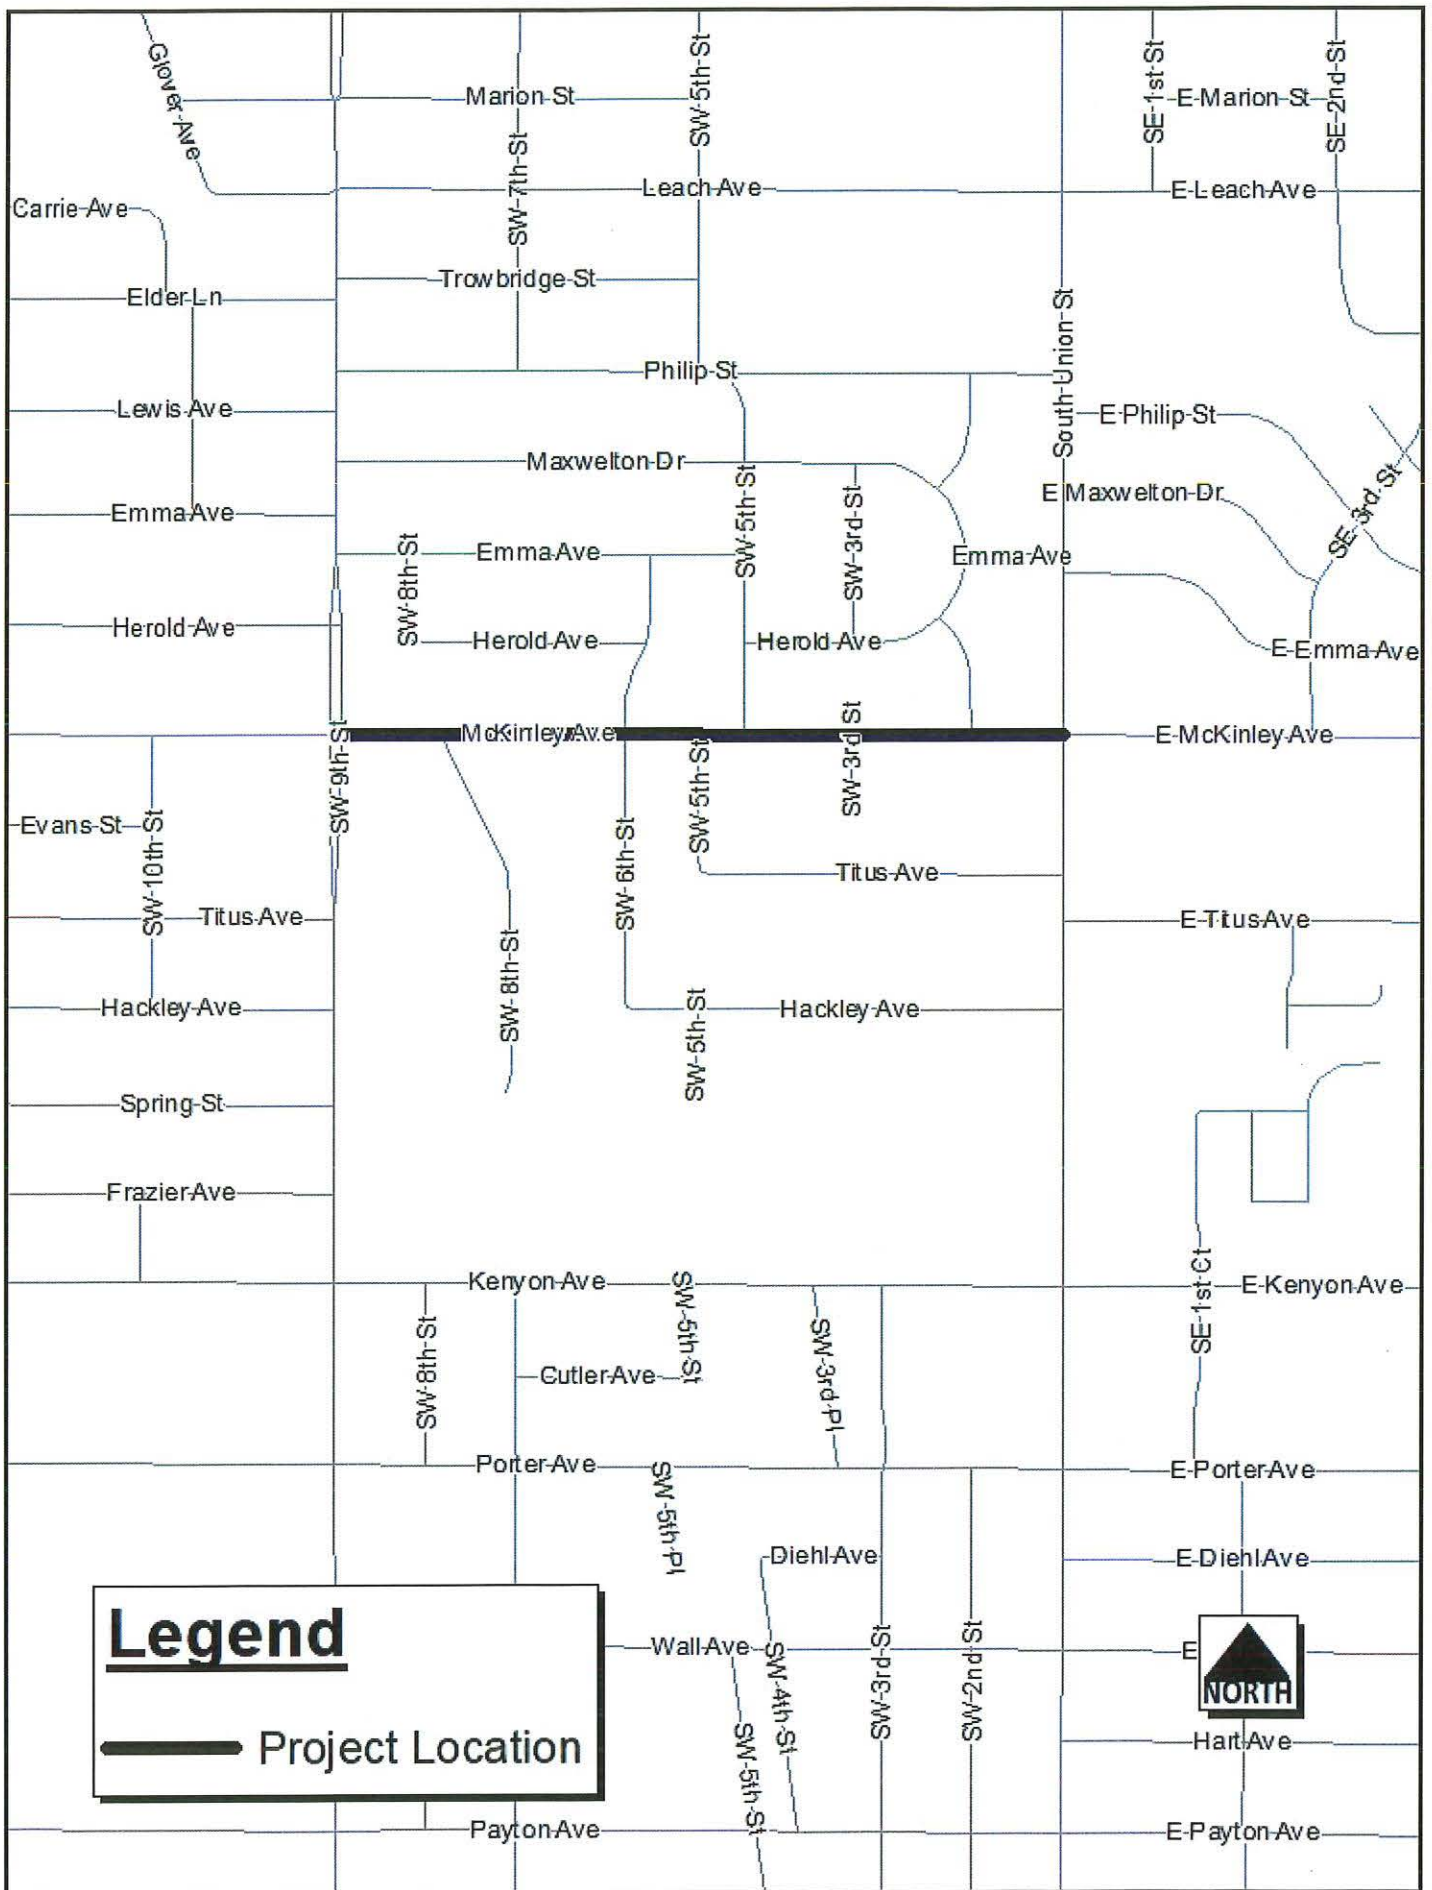 Glover Ave
Marion St
SW 5th St
SE 1st St
E Marion St
SE 2nd St
SW 7th St
Leach Ave
E Leach Ave
Carrie Ave
Trowbridge St
Elder Ln
South Union St
Philip St
Lewis Ave
E Philip St
Maxwelton Dr
E Maxwelton Dr
SW 5th St
SW 3rd St
SE 3rd St
Emma Ave
Emma Ave
Emma Ave
SW 8th St
Herold Ave
Herold Ave
Herold Ave
E Emma Ave
McKinley Ave
E McKinley Ave
SW 9th St
SW 5th St
SW 3rd St
Evans St
SW 10th St
SW 6th St
Titus Ave
Titus Ave
E Titus Ave
SW 8th St
Hackley Ave
SW 5th St
Hackley Ave
Spring St
Frazier Ave
Kenyon Ave
SW 5th St
E Kenyon Ave
SE 1st Ct
SW 8th St
Cutler Ave
SW 3rd Pl
Porter Ave
E Porter Ave
SW 5th Pl
Diehl Ave
E Diehl Ave
Legend
Project Location
Wall Ave
SW 4th St
SW 3rd St
SW 2nd St
E
NORTH
SW 5th St
Hart Ave
Payton Ave
E Payton Ave